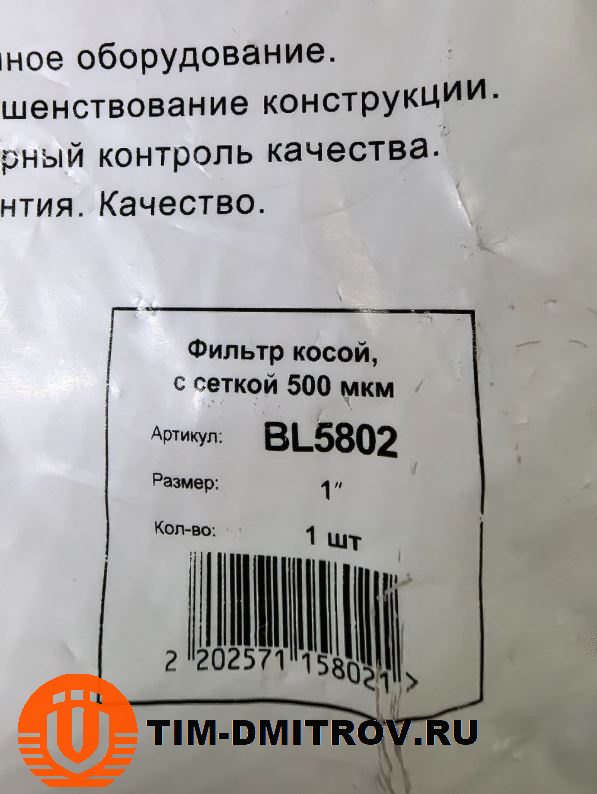 ное оборудование.
шенствование конструкции.
рный контроль качества.
нтия. Качество.
Фильтр косой,
с сеткой 500 мкм
Артикул: BL5802
Размер: 1"
Кол-во: 1 шт
2 202571 158021 >
TIM-DMITROV.RU